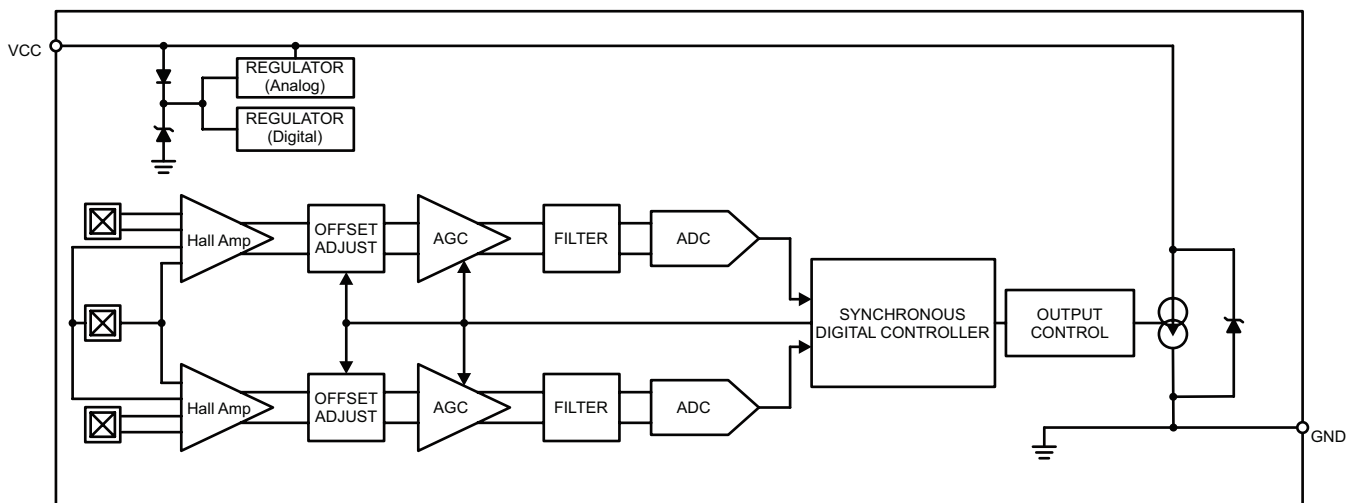 VCC
REGULATOR
(Analog)
REGULATOR
(Digital)
Hall Amp
OFFSET
ADJUST
AGC
FILTER
ADC
SYNCHRONOUS
DIGITAL CONTROLLER
OUTPUT
CONTROL
Hall Amp
OFFSET
ADJUST
AGC
FILTER
ADC
GND